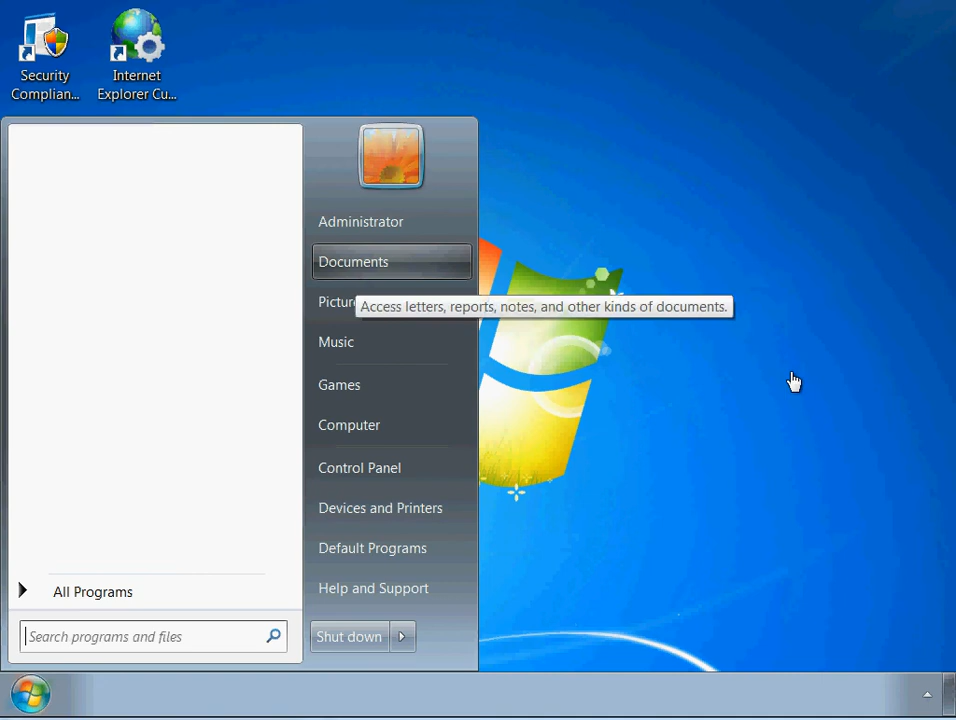 Security
Complian...
Internet
Explorer Cu...
Administrator
Documents
Access letters, reports, notes, and other kinds of documents.
Pictur
Music
Games
Computer
Control Panel
Devices and Printers
Default Programs
Help and Support
All Programs
Search programs and files
Shut down